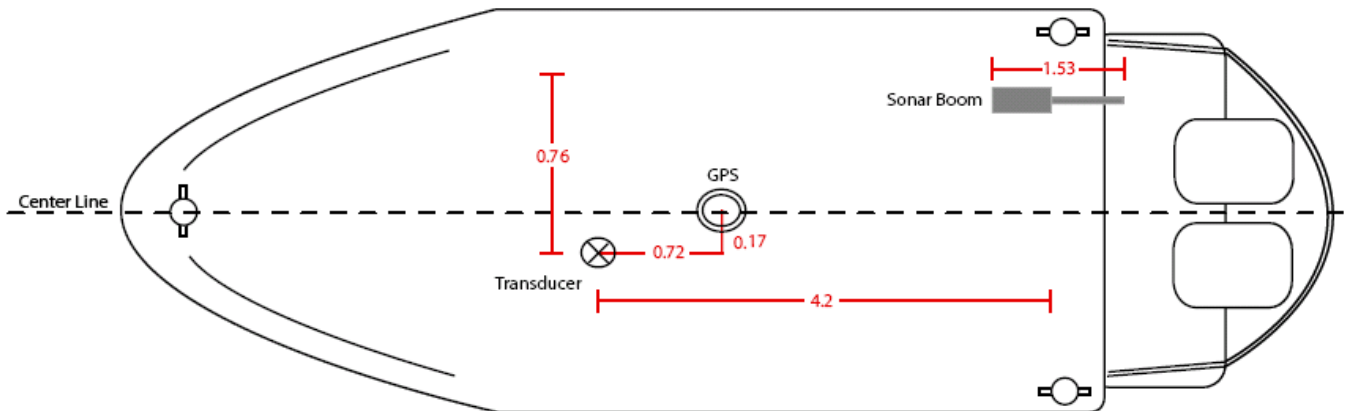 1.53
Sonar Boom
0.76
GPS
Center Line
0.17
0.72
Transducer
4.2